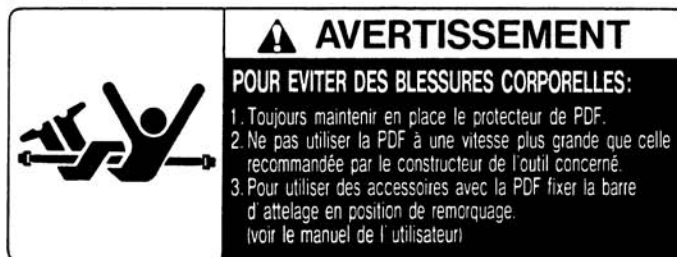 AVERTISSEMENT
POUR EVITER DES BLESSURES CORPORELLES:
1. Toujours maintenir en place le protecteur de PDF.
2. Ne pas utiliser la PDF à une vitesse plus grande que celle
recommandée par le constructeur de l'outil concerné.
3. Pour utiliser des accessoires avec la PDF fixer la barre
d'attelage en position de remorquage.
(voir le manuel de l'utilisateur)